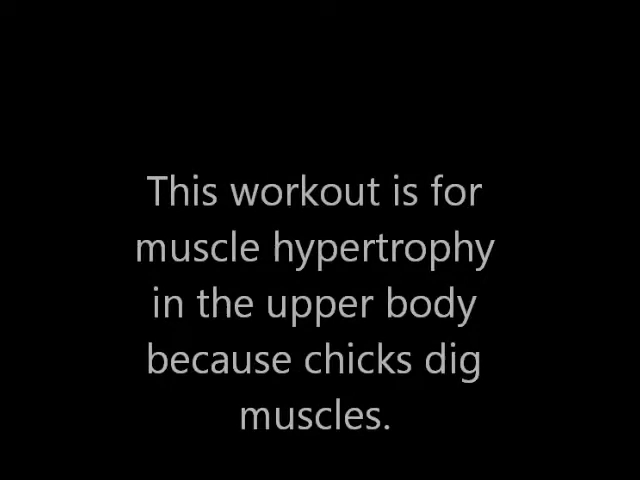 This workout is for
muscle hypertrophy
in the upper body
because chicks dig
muscles.